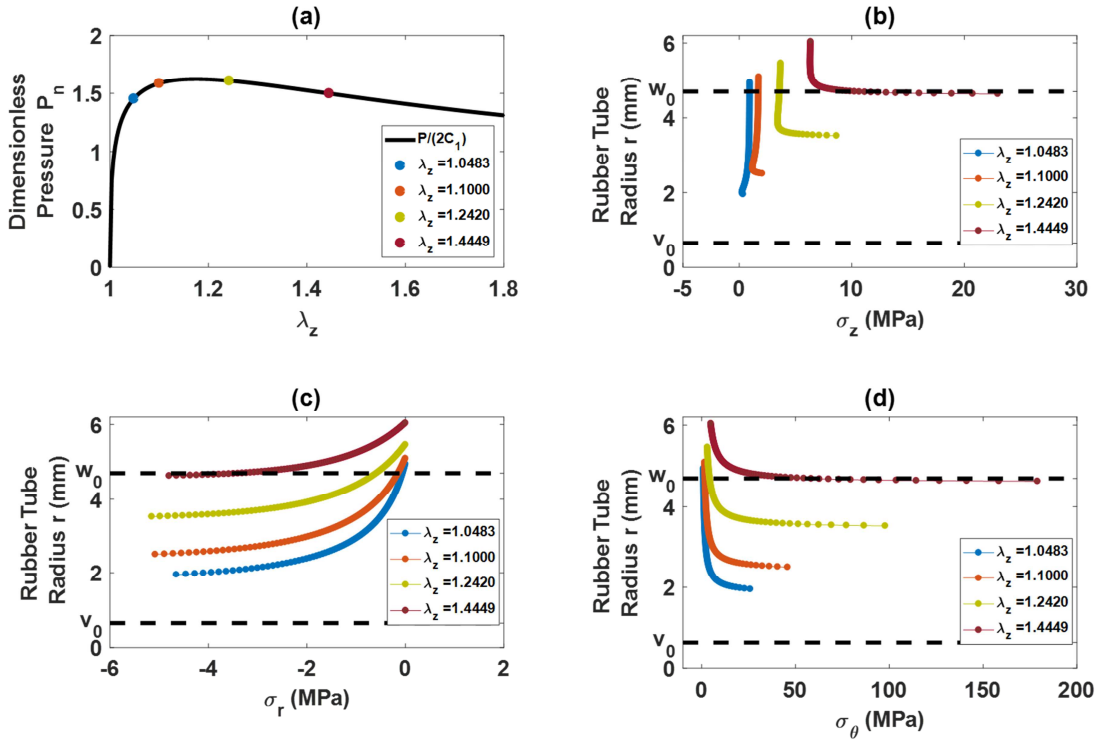 (a)
Dimensionless
Pressure P_n
2
1.5
1
0.5
0
1
1.2
1.4
1.6
1.8
λ_z
P/(2C_1)
λ_z =1.0483
λ_z =1.1000
λ_z =1.2420
λ_z =1.4449
(b)
Rubber Tube
Radius r (mm)
6
w_0
4
2
v_0
0
-5
0
10
20
30
σ_z (MPa)
λ_z =1.0483
λ_z =1.1000
λ_z =1.2420
λ_z =1.4449
(c)
Rubber Tube
Radius r (mm)
6
w_0
4
2
v_0
0
-6
-4
-2
0
2
σ_r (MPa)
λ_z =1.0483
λ_z =1.1000
λ_z =1.2420
λ_z =1.4449
(d)
Rubber Tube
Radius r (mm)
6
w_0
4
2
v_0
0
0
50
100
150
200
σ_θ (MPa)
λ_z =1.0483
λ_z =1.1000
λ_z =1.2420
λ_z =1.4449